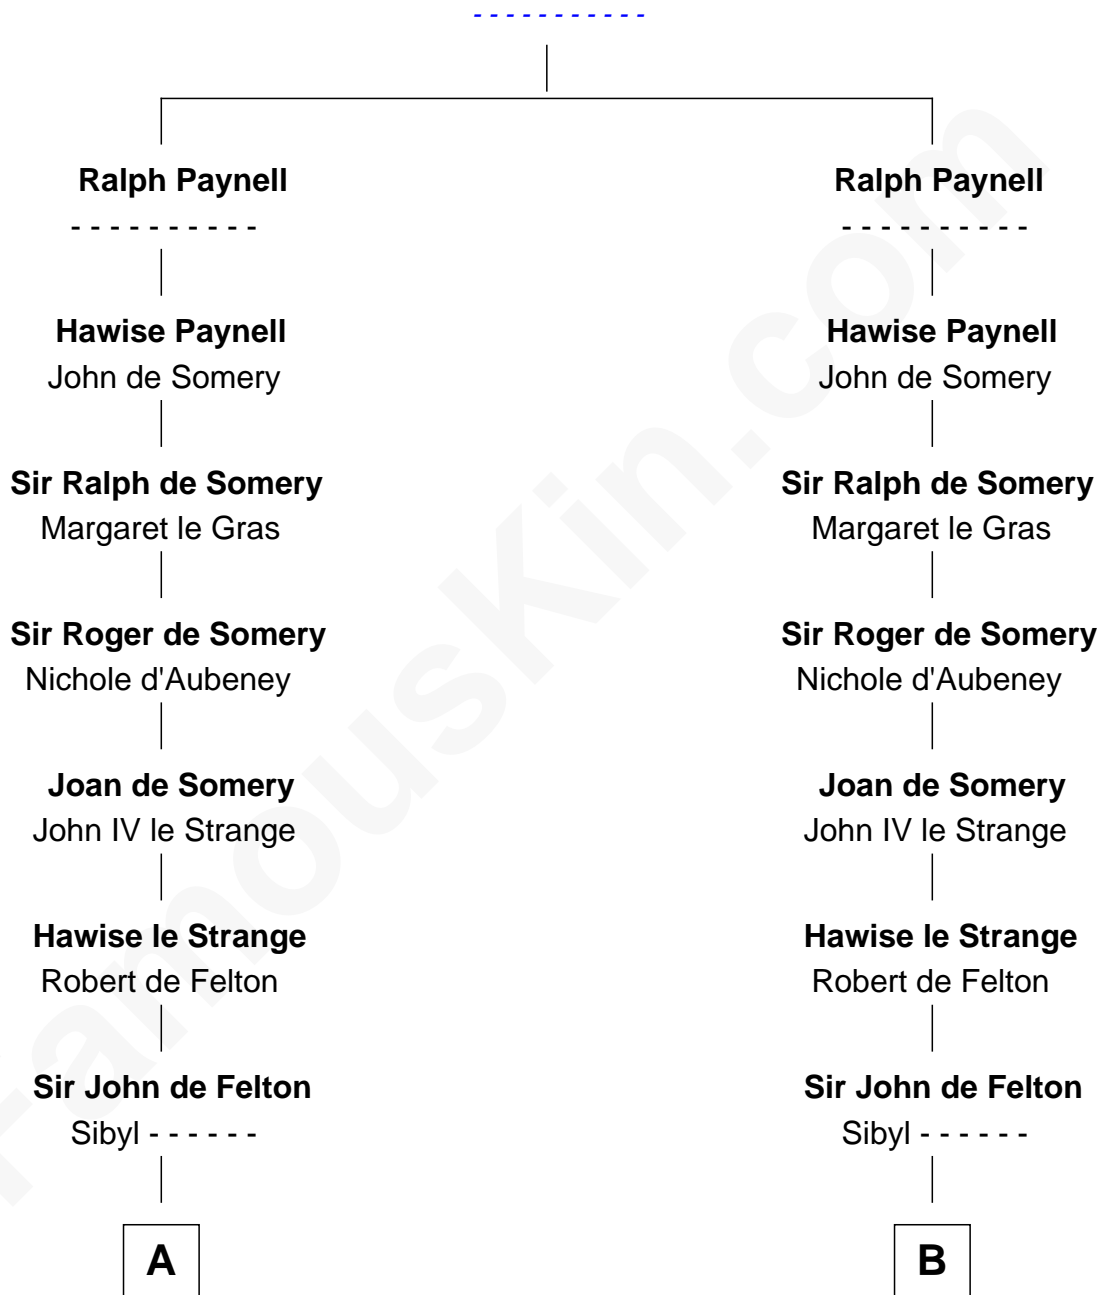 - - - - - - - - - - -
Ralph Paynell
- - - - - - - - - -
Hawise Paynell
John de Somery
Sir Ralph de Somery
Margaret le Gras
Sir Roger de Somery
Nichole d'Aubeney
Joan de Somery
John IV le Strange
Hawise le Strange
Robert de Felton
Sir John de Felton
Sibyl - - - - - -
A
Ralph Paynell
- - - - - - - - - -
Hawise Paynell
John de Somery
Sir Ralph de Somery
Margaret le Gras
Sir Roger de Somery
Nichole d'Aubeney
Joan de Somery
John IV le Strange
Hawise le Strange
Robert de Felton
Sir John de Felton
Sibyl - - - - - -
B
FamousKin.com